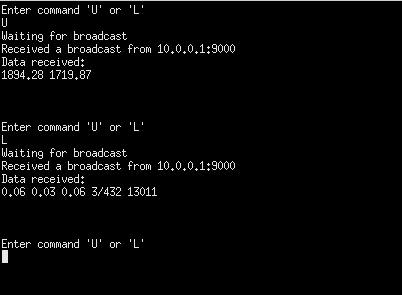 Enter command 'U' or 'L'
U
Waiting for broadcast
Received a broadcast from 10.0.0.1:9000
Data received:
1894.28 1719.87
Enter command 'U' or 'L'
L
Waiting for broadcast
Received a broadcast from 10.0.0.1:9000
Data received:
0.06 0.03 0.06 3/432 13011
Enter command 'U' or 'L'